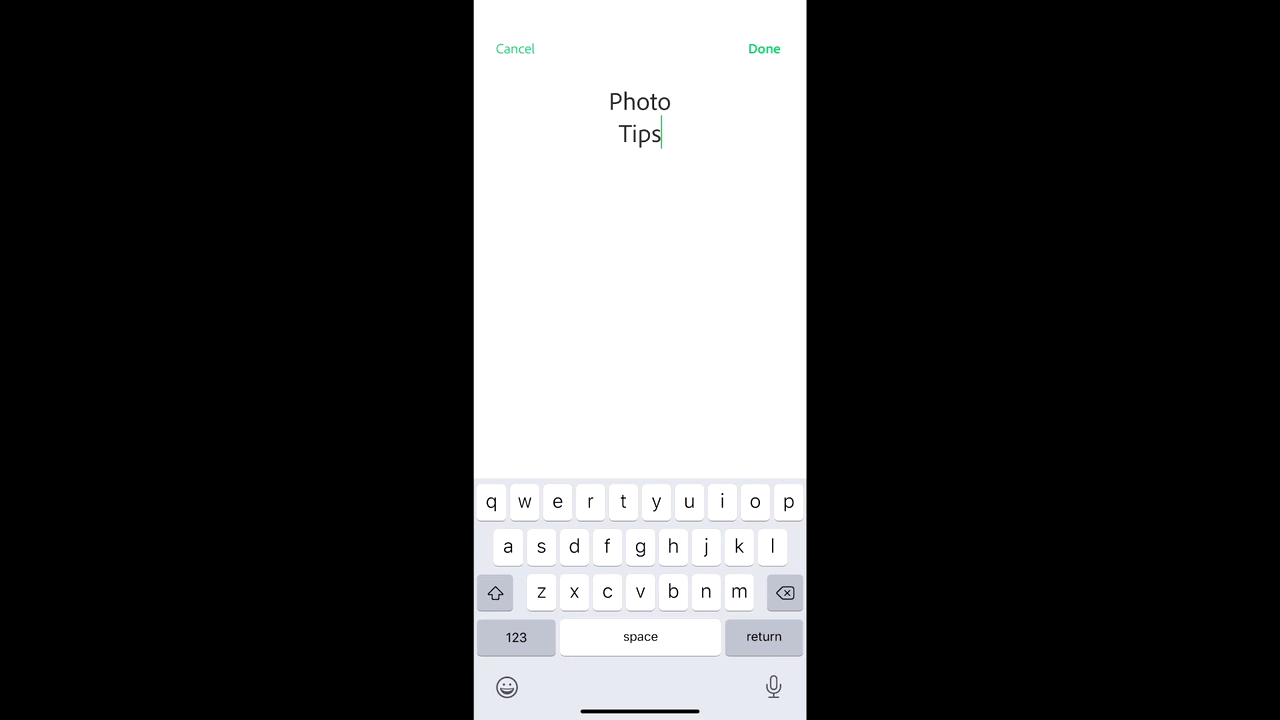 Cancel Done
Photo
Tips
q w e r t y u i o p
a s d f g h j k l
z x c v b n m
123 space return